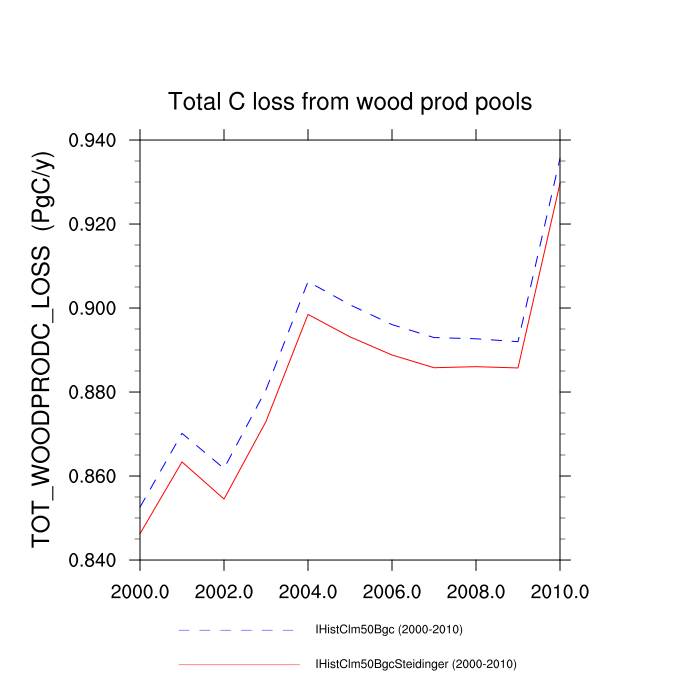 Total C loss from wood prod pools
TOT_WOODPRODC_LOSS (PgC/y)
0.940
0.920
0.900
0.880
0.860
0.840
2000.0 2002.0 2004.0 2006.0 2008.0 2010.0
IHistClm50Bgc (2000-2010)
IHistClm50BgcSteidinger (2000-2010)